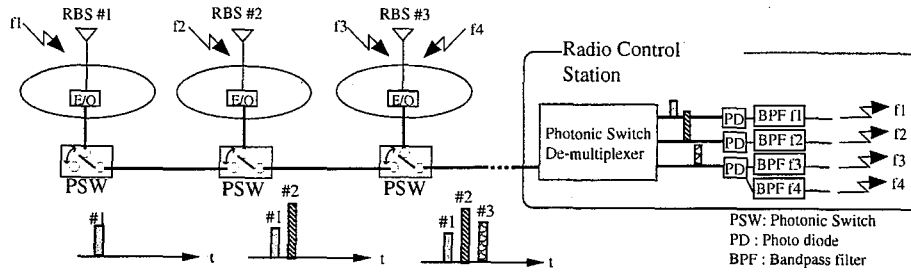 RBS #1
RBS #2
RBS #3
f1
f2
f3
f4
E/O
E/O
E/O
PSW
PSW
PSW
#1
t
#1
#2
t
#1
#2
#3
t
Radio Control
Station
Photonic Switch
De-multiplexer
PD
BPF f1
f1
PD
BPF f2
f2
PD
BPF f3
f3
BPF f4
f4
PSW: Photonic Switch
PD : Photo diode
BPF : Bandpass filter